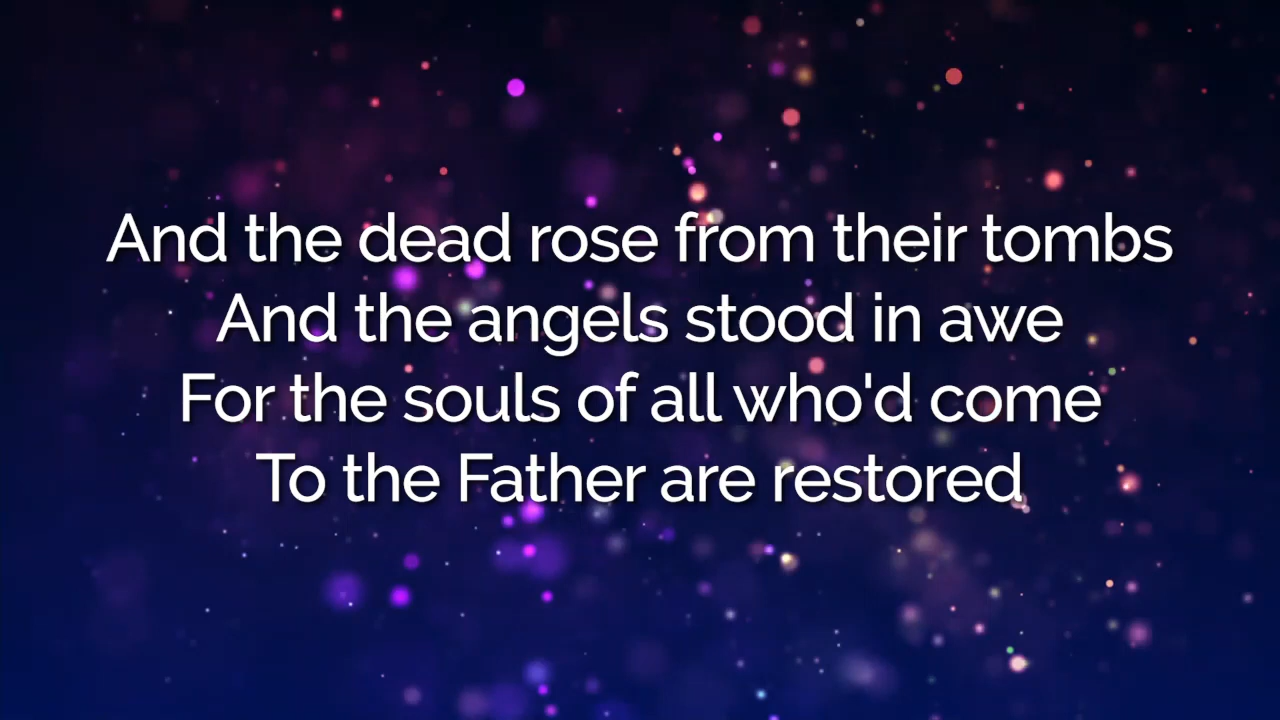 And the dead rose from their tombs
And the angels stood in awe
For the souls of all who'd come
To the Father are restored